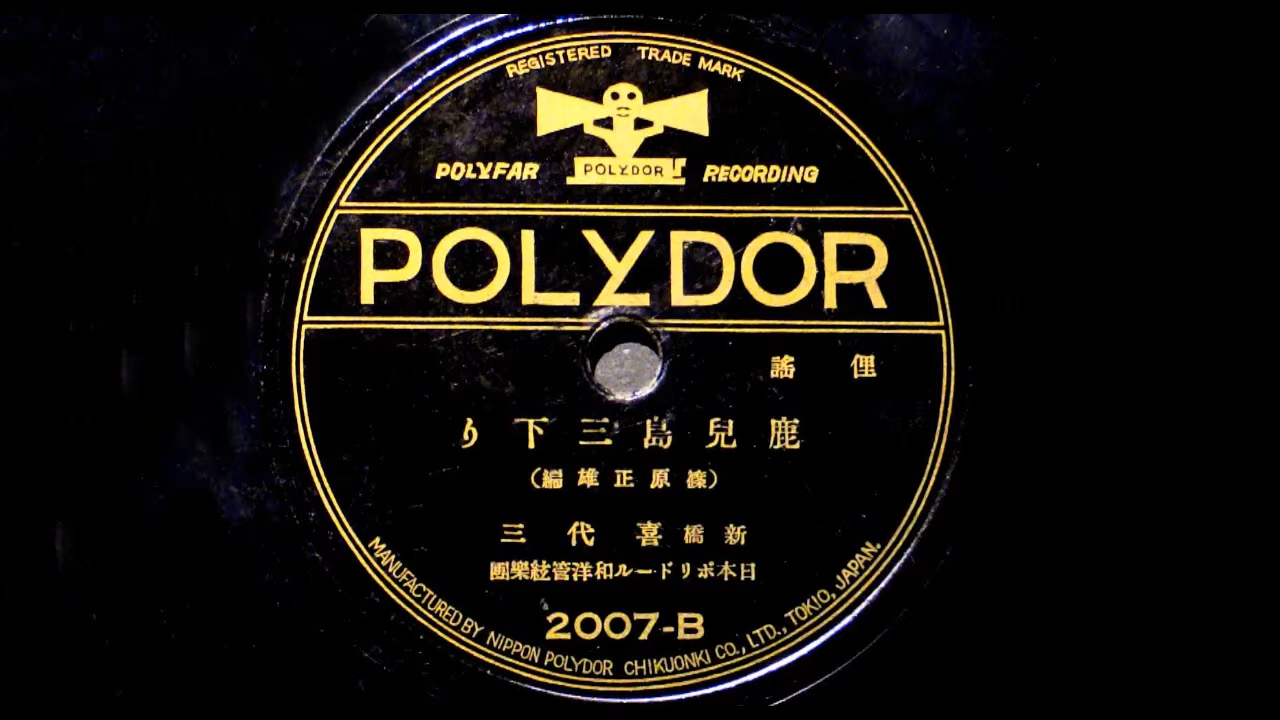 REGISTERED TRADE MARK
POLYFAR POLYDOR RECORDING
POLYDOR
俚謠
鹿兒島三下り
(篠原正雄編)
新橋 喜代三
日本ポリドール和洋管絃樂團
2007-B
MANUFACTURED BY NIPPON POLYDOR CHIKUONKI CO., LTD., TOKIO, JAPAN.